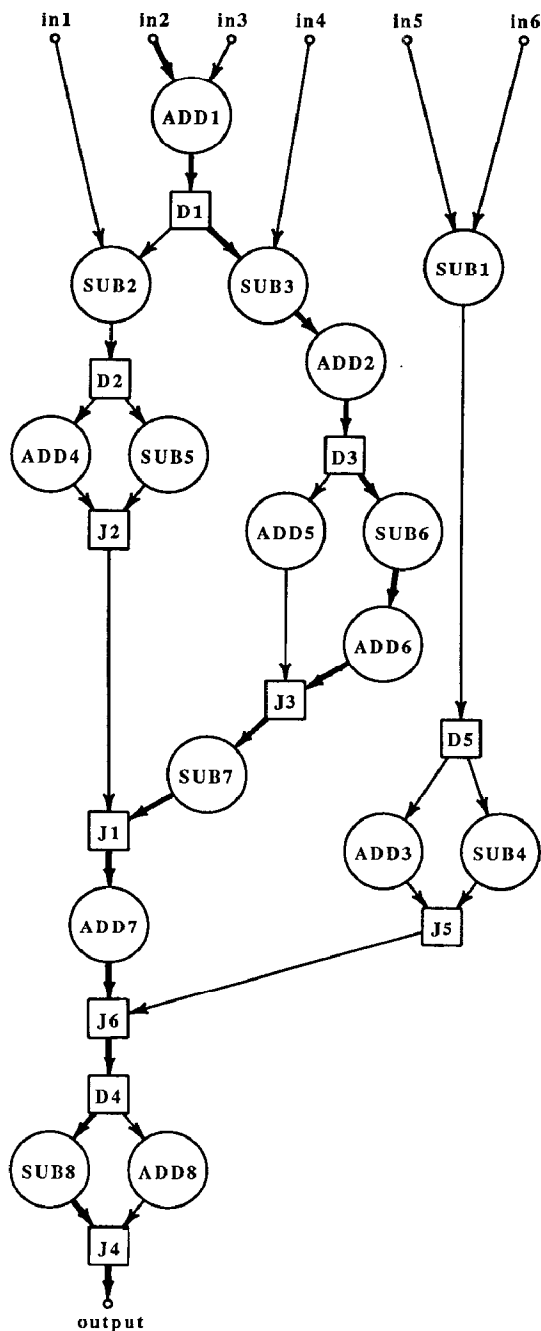 in1 in2 in3 in4 in5 in6
ADD1
D1
SUB2 SUB3 SUB1
ADD2
D2
ADD4 SUB5 D3
J2 ADD5 SUB6
ADD6
J3
D5
SUB7
J1 ADD3 SUB4
ADD7 J5
J6
D4
SUB8 ADD8
J4
output